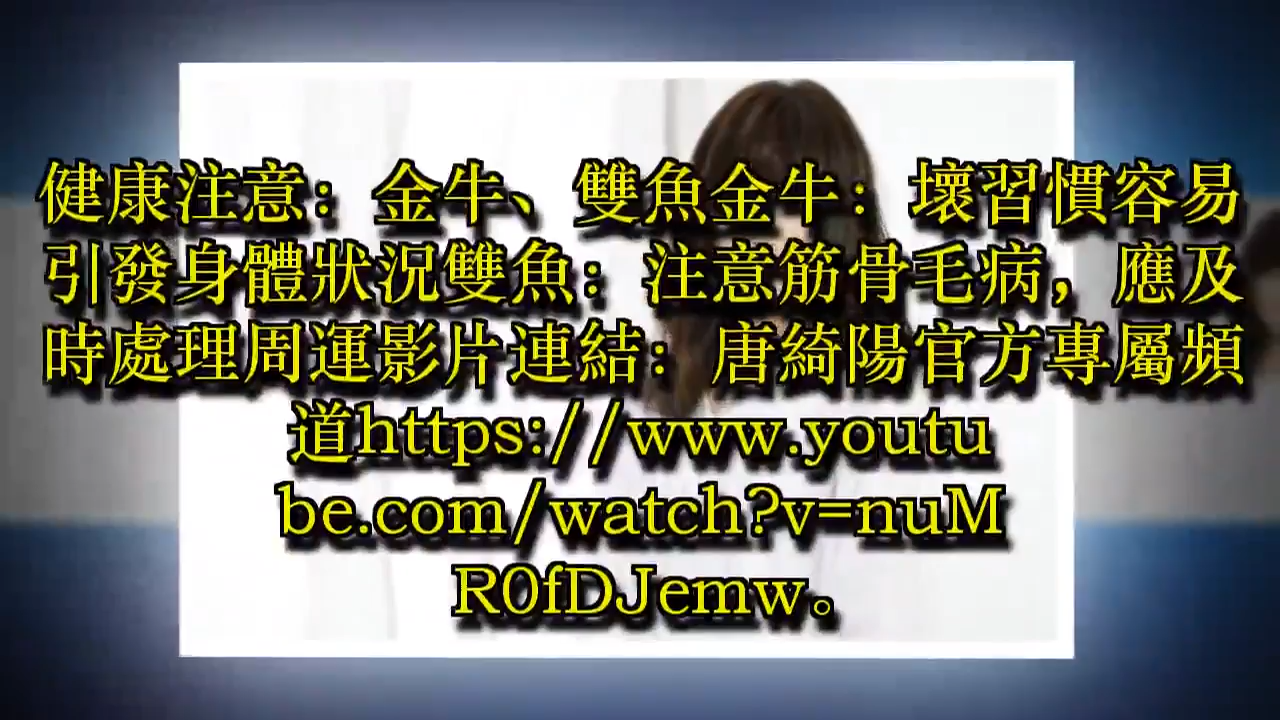 健康注意：金牛、雙魚金牛：壞習慣容易
引發身體狀況雙魚：注意筋骨毛病，應及
時處理周運影片連結：唐綺陽官方專屬頻
道https://www.youtu
be.com/watch?v=nuM
R0fDJemw。